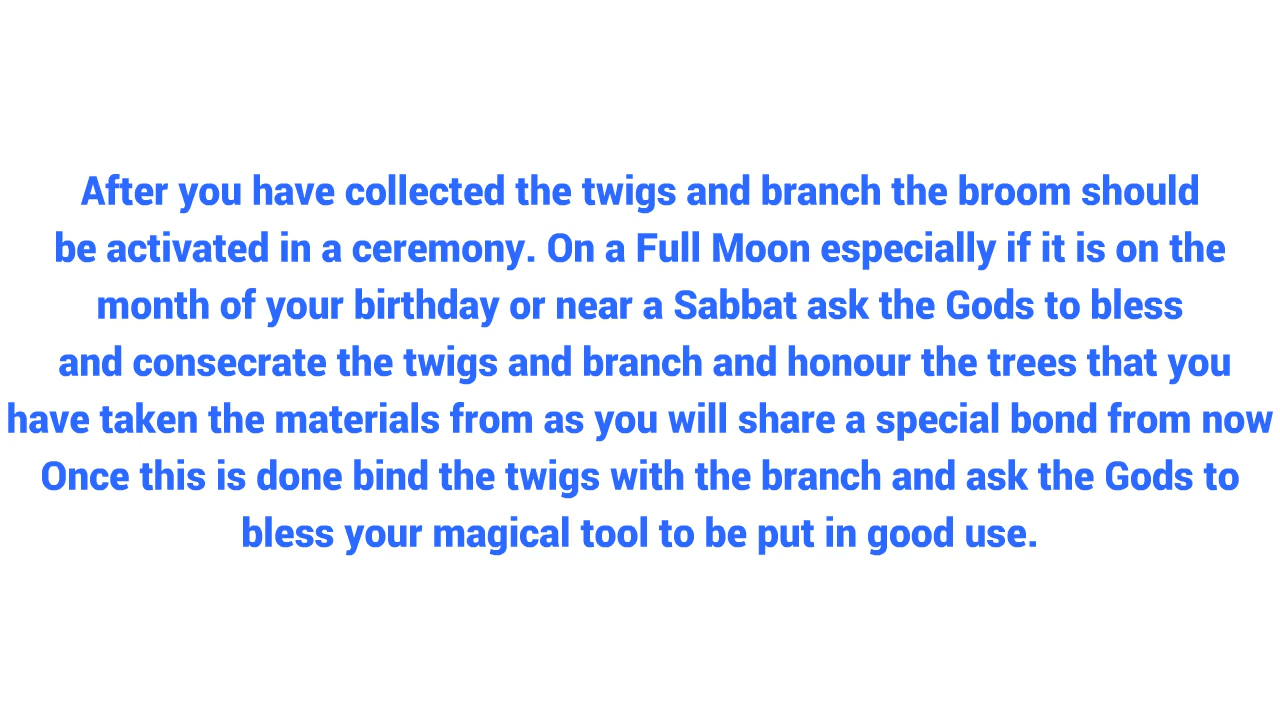 After you have collected the twigs and branch the broom should
be activated in a ceremony. On a Full Moon especially if it is on the
month of your birthday or near a Sabbat ask the Gods to bless
and consecrate the twigs and branch and honour the trees that you
have taken the materials from as you will share a special bond from now
Once this is done bind the twigs with the branch and ask the Gods to
bless your magical tool to be put in good use.